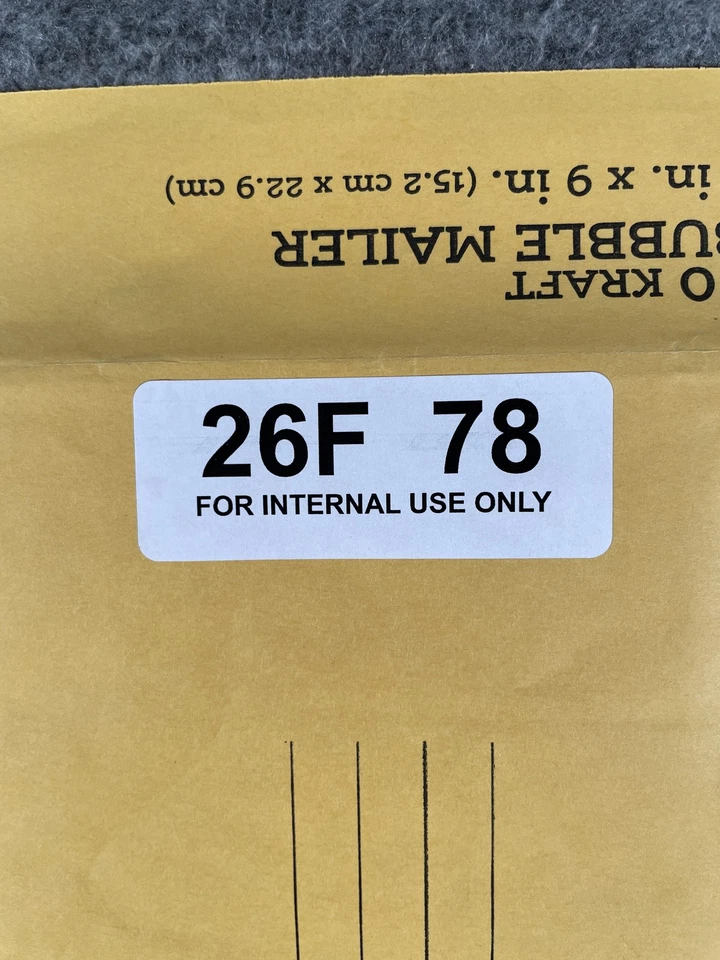 O KRAFT
BUBBLE MAILER
in. x 9 in. (15.2 cm x 22.9 cm)
26F 78
FOR INTERNAL USE ONLY